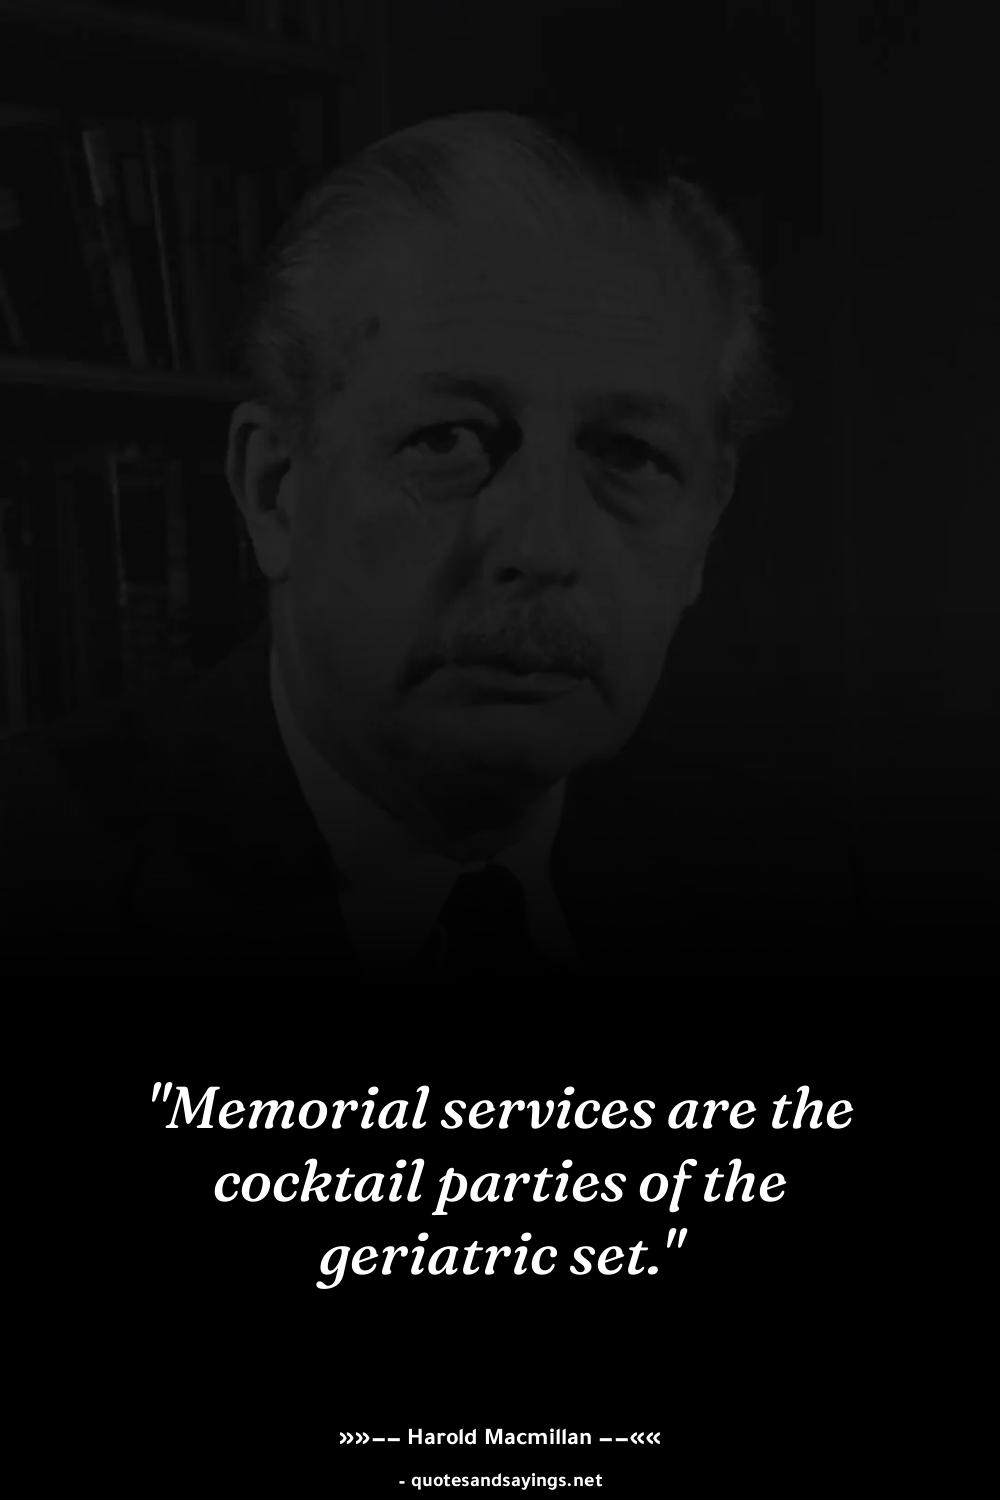 "Memorial services are the
cocktail parties of the
geriatric set."
»»−− Harold Macmillan −−««
- quotesandsayings.net